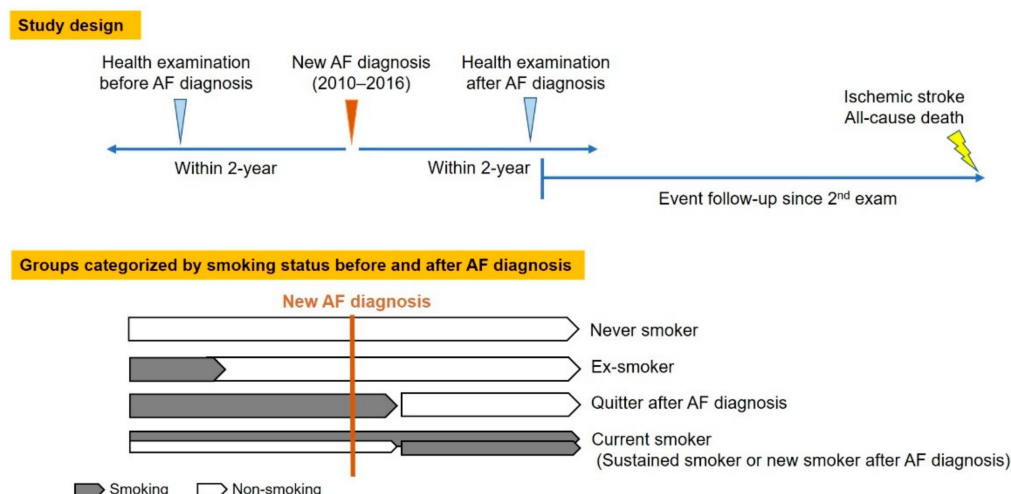 Study design
Health examination
before AF diagnosis
New AF diagnosis
(2010–2016)
Health examination
after AF diagnosis
Ischemic stroke
All-cause death
Within 2-year
Within 2-year
Event follow-up since 2nd exam
Groups categorized by smoking status before and after AF diagnosis
New AF diagnosis
Never smoker
Ex-smoker
Quitter after AF diagnosis
Current smoker
(Sustained smoker or new smoker after AF diagnosis)
Smoking
Non-smoking